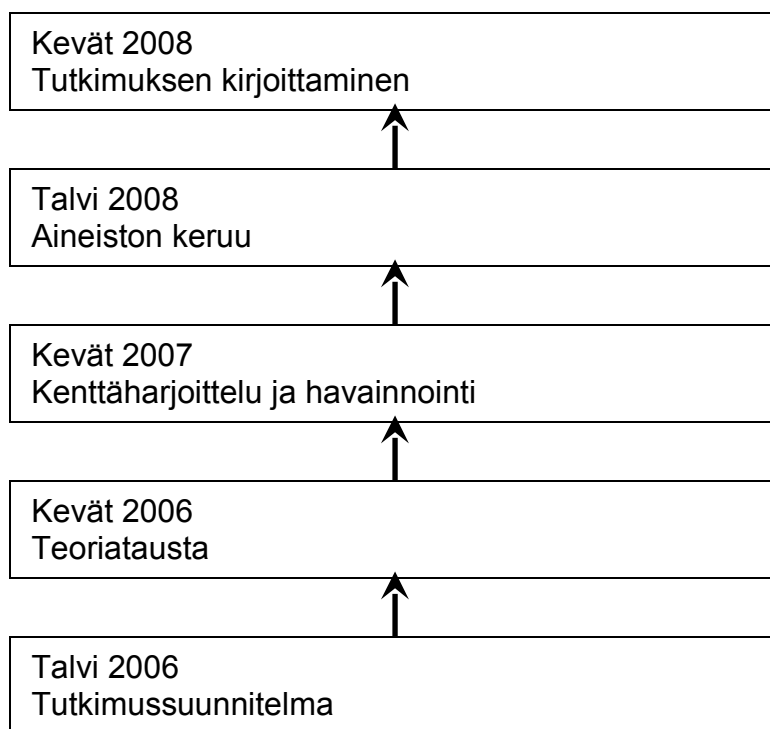 Kevät 2008
Tutkimuksen kirjoittaminen
Talvi 2008
Aineiston keruu
Kevät 2007
Kenttäharjoittelu ja havainnointi
Kevät 2006
Teoriatausta
Talvi 2006
Tutkimussuunnitelma